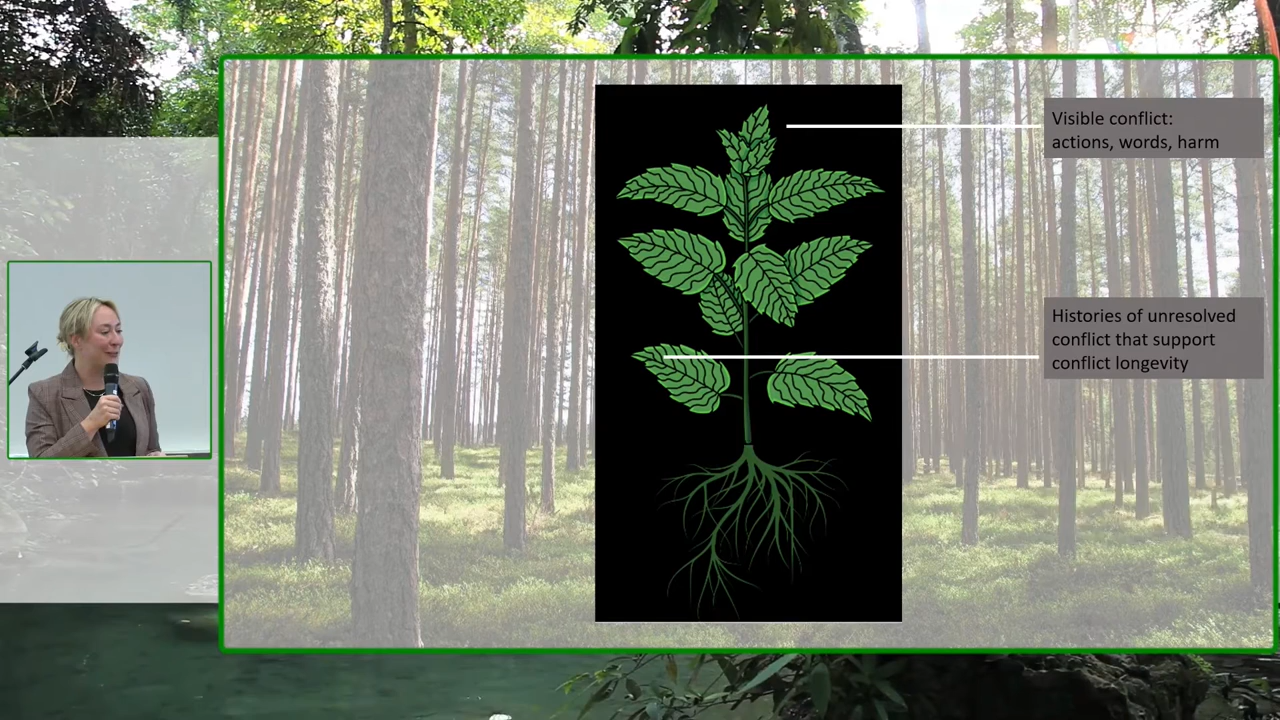 Visible conflict:
actions, words, harm
Histories of unresolved
conflict that support
conflict longevity